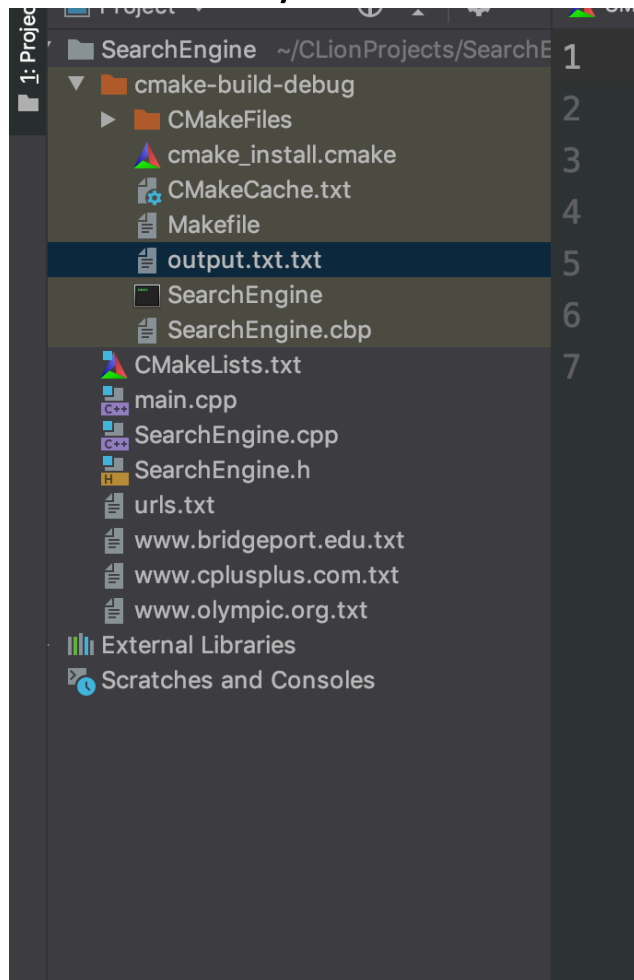 1: Project
SearchEngine ~/CLionProjects/SearchE
cmake-build-debug
CMakeFiles
cmake_install.cmake
CMakeCache.txt
Makefile
output.txt.txt
SearchEngine
SearchEngine.cbp
CMakeLists.txt
main.cpp
C++
SearchEngine.cpp
C++
SearchEngine.h
H
urls.txt
www.bridgeport.edu.txt
www.cplusplus.com.txt
www.olympic.org.txt
External Libraries
Scratches and Consoles
1
2
3
4
5
6
7